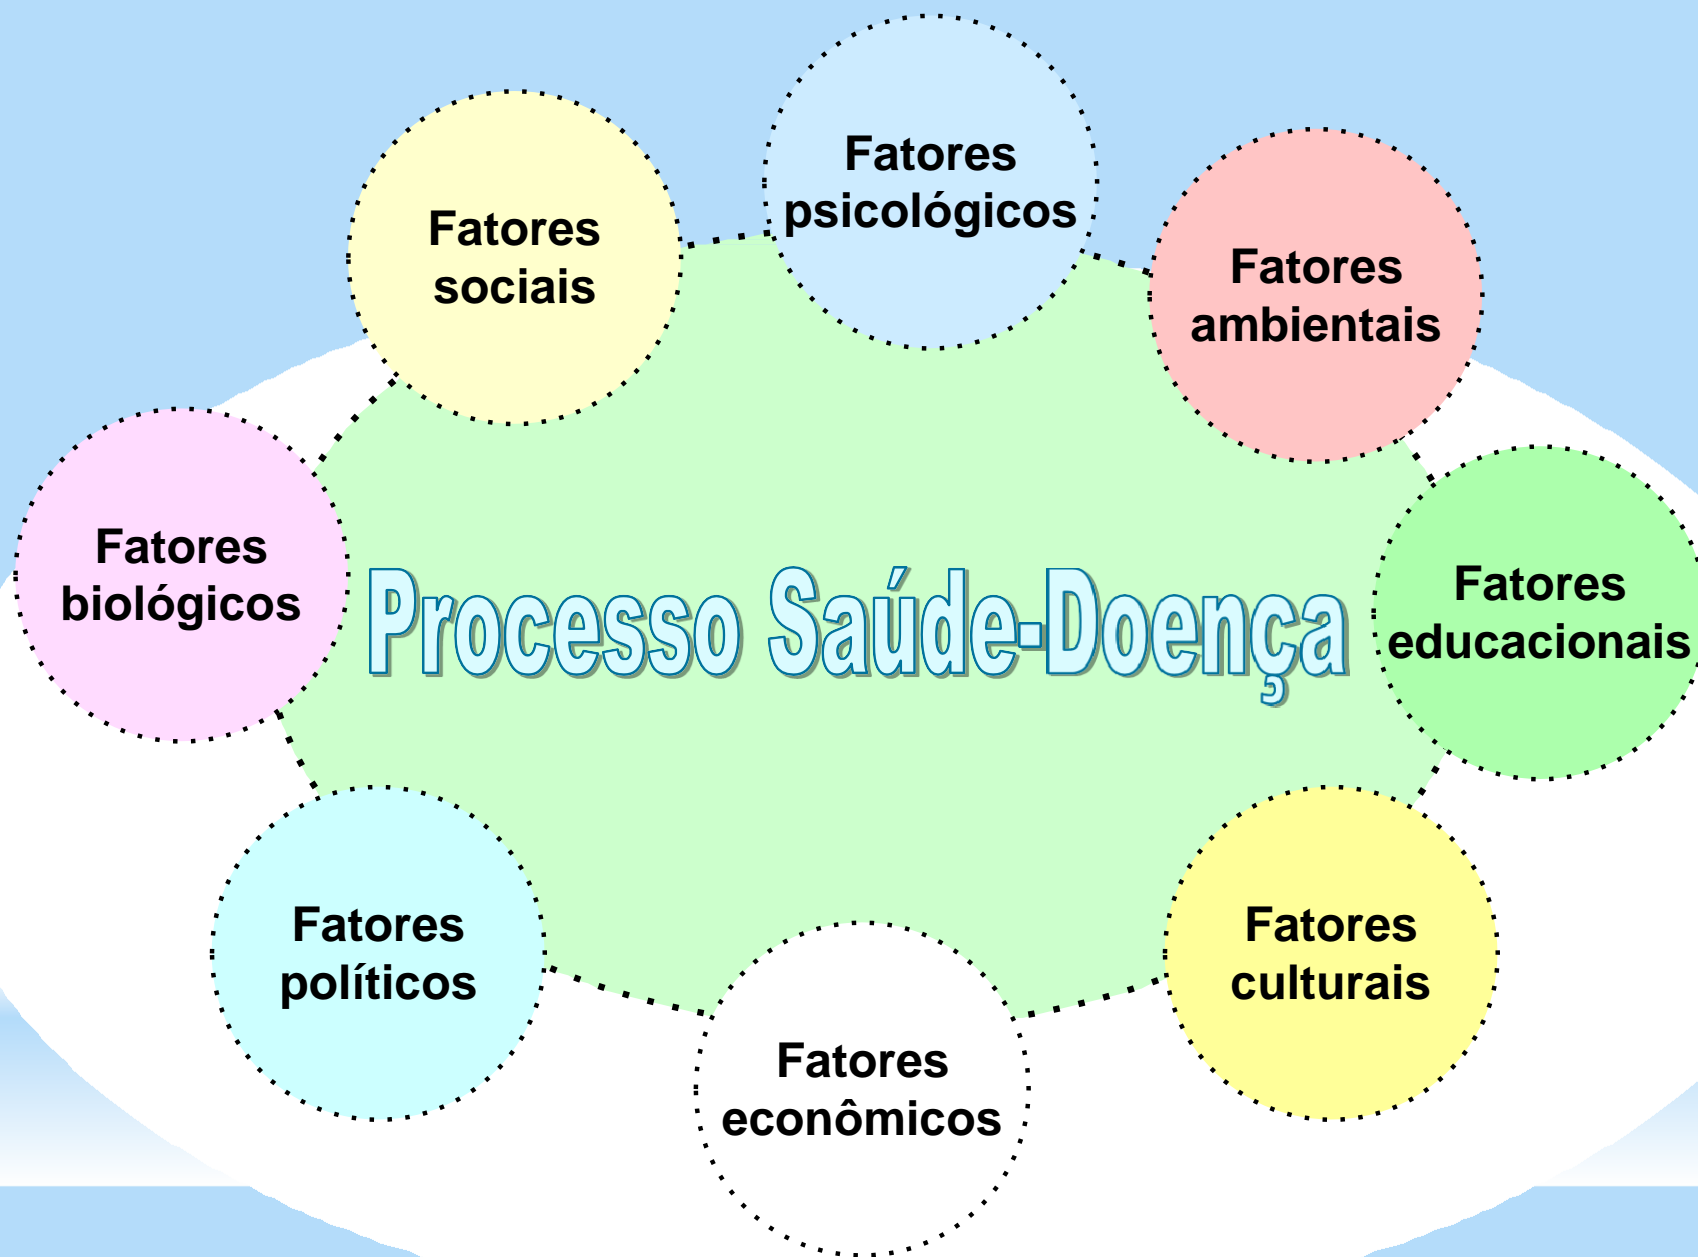 Fatores
psicológicos
Fatores
sociais
Fatores
ambientais
Fatores
biológicos
Processo Saúde-Doença
Fatores
educacionais
Fatores
políticos
Fatores
culturais
Fatores
econômicos